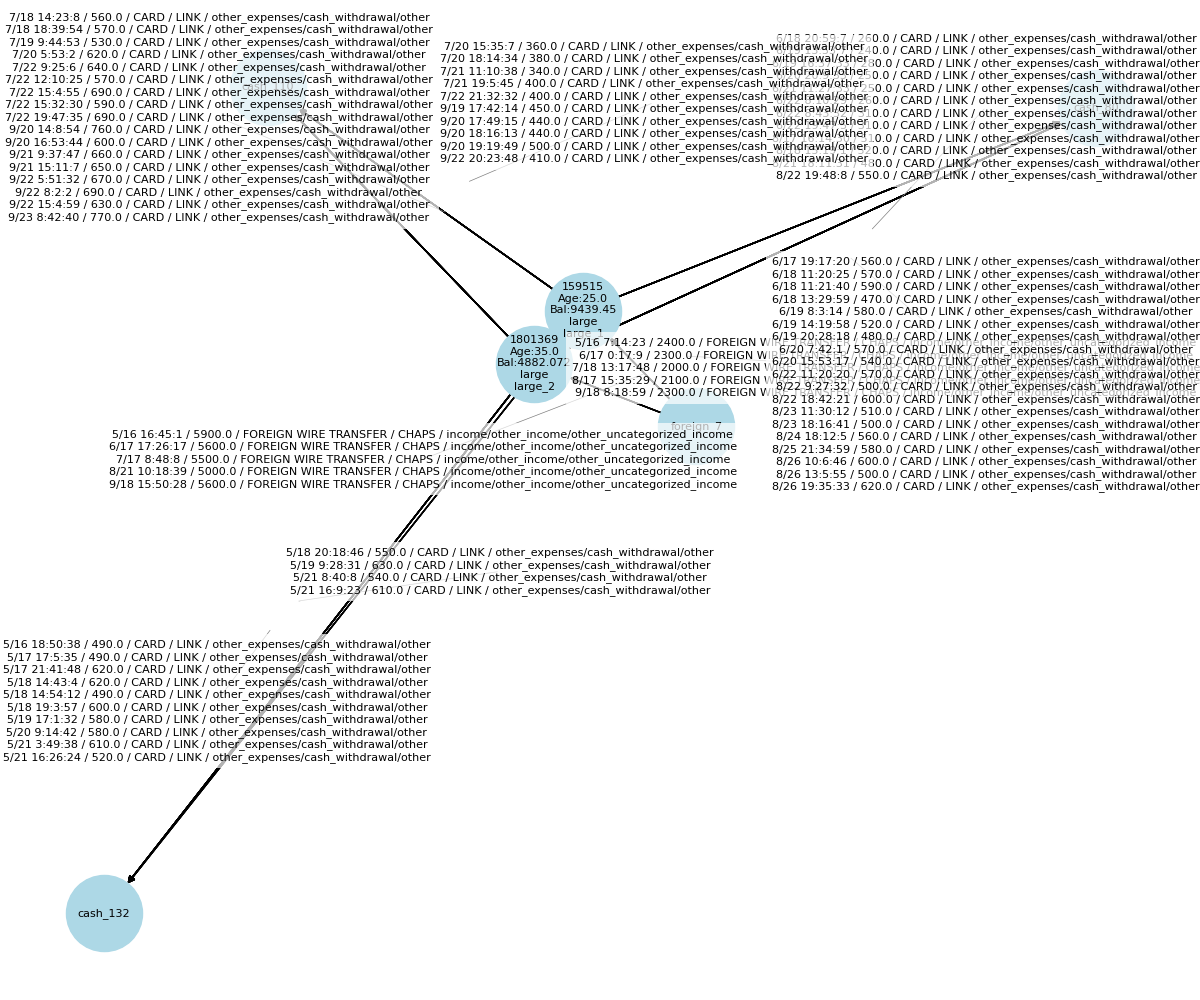 7/18 14:23:8 / 560.0 / CARD / LINK / other_expenses/cash_withdrawal/other
7/18 18:39:54 / 570.0 / CARD / LINK / other_expenses/cash_withdrawal/other
7/19 9:44:53 / 530.0 / CARD / LINK / other_expenses/cash_withdrawal/other
7/20 5:53:2 / 620.0 / CARD / LINK / other_expenses/cash_withdrawal/other
7/22 9:25:6 / 640.0 / CARD / LINK / other_expenses/cash_withdrawal/other
7/22 12:10:25 / 570.0 / CARD / LINK / other_expenses/cash_withdrawal/other
7/22 15:4:55 / 690.0 / CARD / LINK / other_expenses/cash_withdrawal/other
7/22 15:32:30 / 590.0 / CARD / LINK / other_expenses/cash_withdrawal/other
7/22 19:47:35 / 690.0 / CARD / LINK / other_expenses/cash_withdrawal/other
9/20 14:8:54 / 760.0 / CARD / LINK / other_expenses/cash_withdrawal/other
9/20 16:53:44 / 600.0 / CARD / LINK / other_expenses/cash_withdrawal/other
9/21 9:37:47 / 660.0 / CARD / LINK / other_expenses/cash_withdrawal/other
9/21 15:11:7 / 650.0 / CARD / LINK / other_expenses/cash_withdrawal/other
9/22 5:51:32 / 670.0 / CARD / LINK / other_expenses/cash_withdrawal/other
9/22 8:2:2 / 690.0 / CARD / LINK / other_expenses/cash_withdrawal/other
9/22 15:4:59 / 630.0 / CARD / LINK / other_expenses/cash_withdrawal/other
9/23 8:42:40 / 770.0 / CARD / LINK / other_expenses/cash_withdrawal/other
7/20 15:35:7 / 360.0 / CARD / LINK / other_expenses/cash_withdrawal/other
7/20 18:14:34 / 380.0 / CARD / LINK / other_expenses/cash_withdrawal/other
7/21 11:10:38 / 340.0 / CARD / LINK / other_expenses/cash_withdrawal/other
7/21 19:5:45 / 400.0 / CARD / LINK / other_expenses/cash_withdrawal/other
7/22 21:32:32 / 400.0 / CARD / LINK / other_expenses/cash_withdrawal/other
9/19 17:42:14 / 450.0 / CARD / LINK / other_expenses/cash_withdrawal/other
9/20 17:49:15 / 440.0 / CARD / LINK / other_expenses/cash_withdrawal/other
9/20 18:16:13 / 440.0 / CARD / LINK / other_expenses/cash_withdrawal/other
9/20 19:19:49 / 500.0 / CARD / LINK / other_expenses/cash_withdrawal/other
9/22 20:23:48 / 410.0 / CARD / LINK / other_expenses/cash_withdrawal/other
6/18 20:59:7 / 260.0 / CARD / LINK / other_expenses/cash_withdrawal/other
/ CARD / LINK / other_expenses/cash_withdrawal/other
/ CARD / LINK / other_expenses/cash_withdrawal/other
/ CARD / LINK / other_expenses/cash_withdrawal/other
/ CARD / LINK / other_expenses/cash_withdrawal/other
/ CARD / LINK / other_expenses/cash_withdrawal/other
/ CARD / LINK / other_expenses/cash_withdrawal/other
/ CARD / LINK / other_expenses/cash_withdrawal/other
/ CARD / LINK / other_expenses/cash_withdrawal/other
/ CARD / LINK / other_expenses/cash_withdrawal/other
/ CARD / LINK / other_expenses/cash_withdrawal/other
8/22 19:48:8 / 550.0 / CARD / LINK / other_expenses/cash_withdrawal/other
6/17 19:17:20 / 560.0 / CARD / LINK / other_expenses/cash_withdrawal/other
6/18 11:20:25 / 570.0 / CARD / LINK / other_expenses/cash_withdrawal/other
6/18 11:21:40 / 590.0 / CARD / LINK / other_expenses/cash_withdrawal/other
6/18 13:29:59 / 470.0 / CARD / LINK / other_expenses/cash_withdrawal/other
6/19 8:3:14 / 580.0 / CARD / LINK / other_expenses/cash_withdrawal/other
6/19 14:19:58 / 520.0 / CARD / LINK / other_expenses/cash_withdrawal/other
6/19 20:28:18 / 480.0 / CARD / LINK / other_expenses/cash_withdrawal/other
6/20 7:42:1 / 570.0 / CARD / LINK / other_expenses/cash_withdrawal/other
6/20 15:53:17 / 540.0 / CARD / LINK / other_expenses/cash_withdrawal/other
8/22 11:20:20 / 570.0 / CARD / LINK / other_expenses/cash_withdrawal/other
8/22 9:27:32 / 500.0 / CARD / LINK / other_expenses/cash_withdrawal/other
8/22 18:42:17 / 600.0 / CARD / LINK / other_expenses/cash_withdrawal/other
8/23 11:30:12 / 510.0 / CARD / LINK / other_expenses/cash_withdrawal/other
8/23 18:16:41 / 500.0 / CARD / LINK / other_expenses/cash_withdrawal/other
8/24 18:12:5 / 560.0 / CARD / LINK / other_expenses/cash_withdrawal/other
8/25 21:34:59 / 580.0 / CARD / LINK / other_expenses/cash_withdrawal/other
8/26 10:6:46 / 600.0 / CARD / LINK / other_expenses/cash_withdrawal/other
8/26 13:5:55 / 500.0 / CARD / LINK / other_expenses/cash_withdrawal/other
8/26 19:35:33 / 620.0 / CARD / LINK / other_expenses/cash_withdrawal/other
159515
Age:25.0
Bal:9439.45
large
large_1
1801369
Age:35.0
Bal:4882.072
large
large_2
5/16 7:14:23 / 2400.0 / FOREIGN
6/17 0:17:9 / 2300.0 / FOREIGN
7/18 13:17:48 / 2000.0 / FOREIGN
8/17 15:35:29 / 2100.0 / FOREIGN
9/18 8:18:59 / 2300.0 / FOREIGN
foreign_7
5/16 16:45:1 / 5900.0 / FOREIGN WIRE TRANSFER / CHAPS / income/other_income/other_uncategorized_income
6/17 17:26:17 / 5600.0 / FOREIGN WIRE TRANSFER / CHAPS / income/other_income/other_uncategorized_income
7/17 8:48:8 / 5500.0 / FOREIGN WIRE TRANSFER / CHAPS / income/other_income/other_uncategorized_income
8/21 10:18:39 / 5000.0 / FOREIGN WIRE TRANSFER / CHAPS / income/other_income/other_uncategorized_income
9/18 15:50:28 / 5600.0 / FOREIGN WIRE TRANSFER / CHAPS / income/other_income/other_uncategorized_income
5/18 20:18:46 / 550.0 / CARD / LINK / other_expenses/cash_withdrawal/other
5/19 9:28:31 / 630.0 / CARD / LINK / other_expenses/cash_withdrawal/other
5/21 8:40:8 / 540.0 / CARD / LINK / other_expenses/cash_withdrawal/other
5/21 16:9:23 / 610.0 / CARD / LINK / other_expenses/cash_withdrawal/other
5/16 18:50:38 / 490.0 / CARD / LINK / other_expenses/cash_withdrawal/other
5/17 17:5:35 / 490.0 / CARD / LINK / other_expenses/cash_withdrawal/other
5/17 21:41:48 / 620.0 / CARD / LINK / other_expenses/cash_withdrawal/other
5/18 14:43:4 / 620.0 / CARD / LINK / other_expenses/cash_withdrawal/other
5/18 14:54:12 / 490.0 / CARD / LINK / other_expenses/cash_withdrawal/other
5/18 19:3:57 / 600.0 / CARD / LINK / other_expenses/cash_withdrawal/other
5/19 17:1:32 / 580.0 / CARD / LINK / other_expenses/cash_withdrawal/other
5/20 9:14:42 / 580.0 / CARD / LINK / other_expenses/cash_withdrawal/other
5/21 3:49:38 / 610.0 / CARD / LINK / other_expenses/cash_withdrawal/other
5/21 16:26:24 / 520.0 / CARD / LINK / other_expenses/cash_withdrawal/other
cash_132